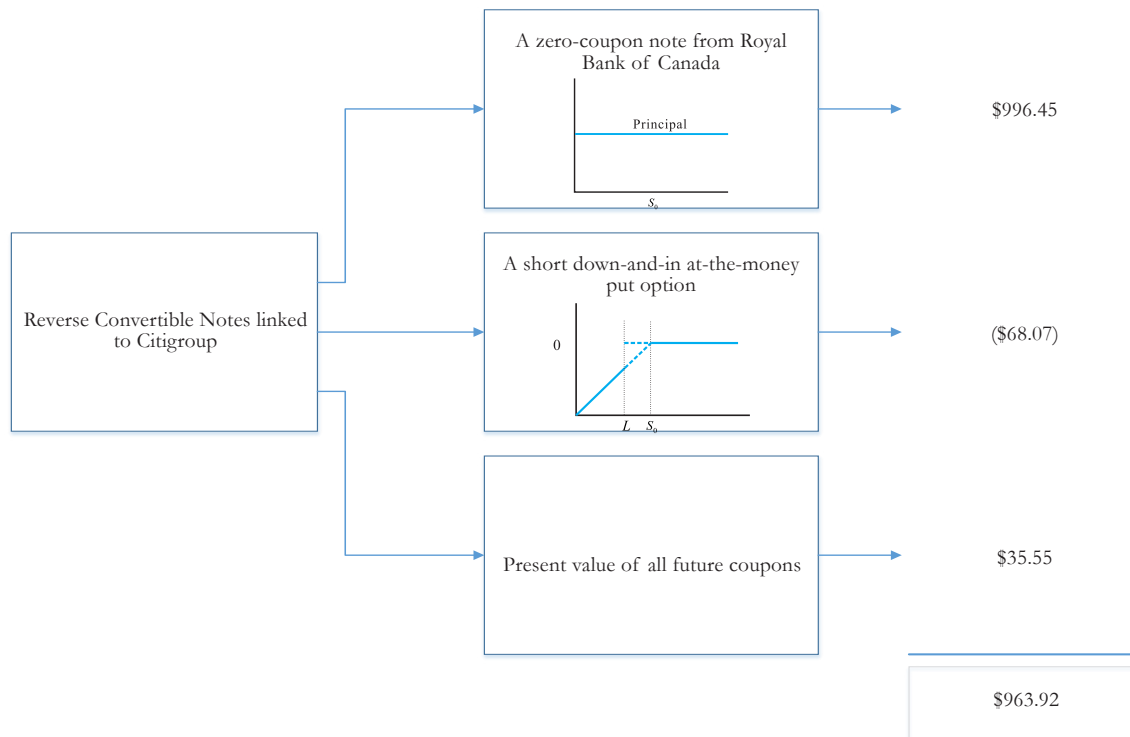 A zero-coupon note from Royal
Bank of Canada
Principal
S₀
$996.45
Reverse Convertible Notes linked
to Citigroup
A short down-and-in at-the-money
put option
0
L S₀
($68.07)
Present value of all future coupons
$35.55
$963.92